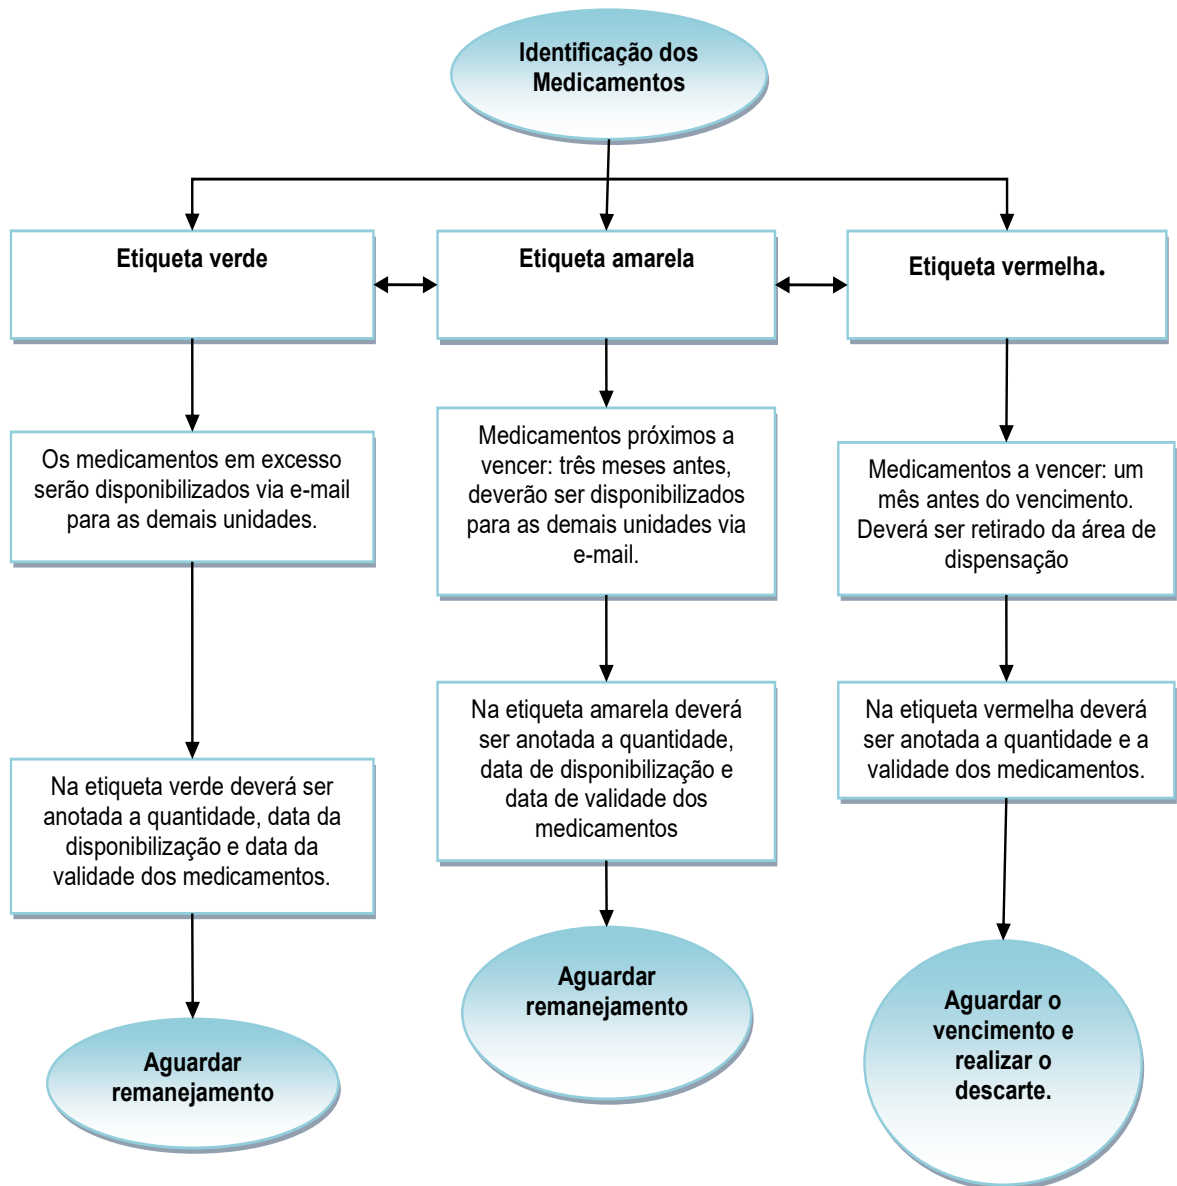 Identificação dos
Medicamentos
Etiqueta verde
Etiqueta amarela
Etiqueta vermelha.
Os medicamentos em excesso
serão disponibilizados via e-mail
para as demais unidades.
Medicamentos próximos a
vencer: três meses antes,
deverão ser disponibilizados
para as demais unidades via
e-mail.
Medicamentos a vencer: um
mês antes do vencimento.
Deverá ser retirado da área de
dispensação
Na etiqueta verde deverá ser
anotada a quantidade, data da
disponibilização e data da
validade dos medicamentos.
Na etiqueta amarela deverá
ser anotada a quantidade,
data de disponibilização e
data de validade dos
medicamentos
Na etiqueta vermelha deverá
ser anotada a quantidade e a
validade dos medicamentos.
Aguardar
remanejamento
Aguardar
remanejamento
Aguardar o
vencimento e
realizar o
descarte.